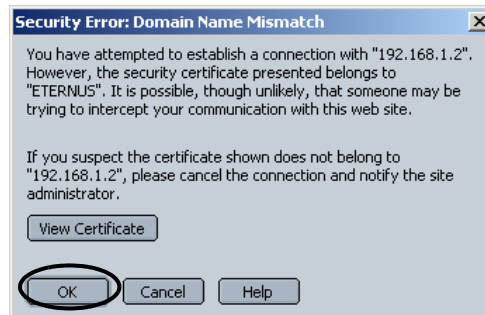 Security Error: Domain Name Mismatch
You have attempted to establish a connection with "192.168.1.2".
However, the security certificate presented belongs to
"ETERNUS". It is possible, though unlikely, that someone may be
trying to intercept your communication with this web site.
If you suspect the certificate shown does not belong to
"192.168.1.2", please cancel the connection and notify the site
administrator.
View Certificate
OK Cancel Help